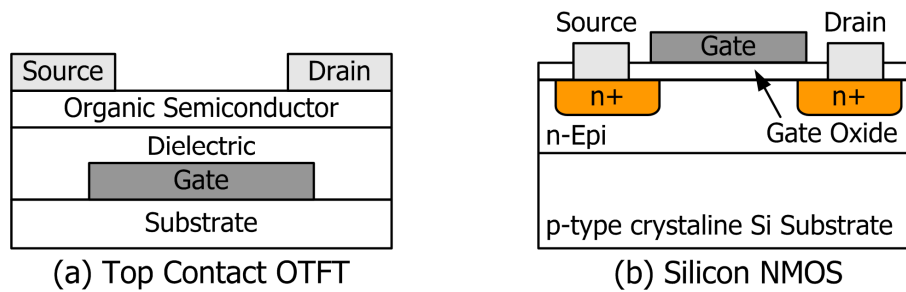 Source
Drain
Organic Semiconductor
Dielectric
Gate
Substrate
(a) Top Contact OTFT
Source
Gate
Drain
n+
n+
n-Epi
Gate Oxide
p-type crystaline Si Substrate
(b) Silicon NMOS